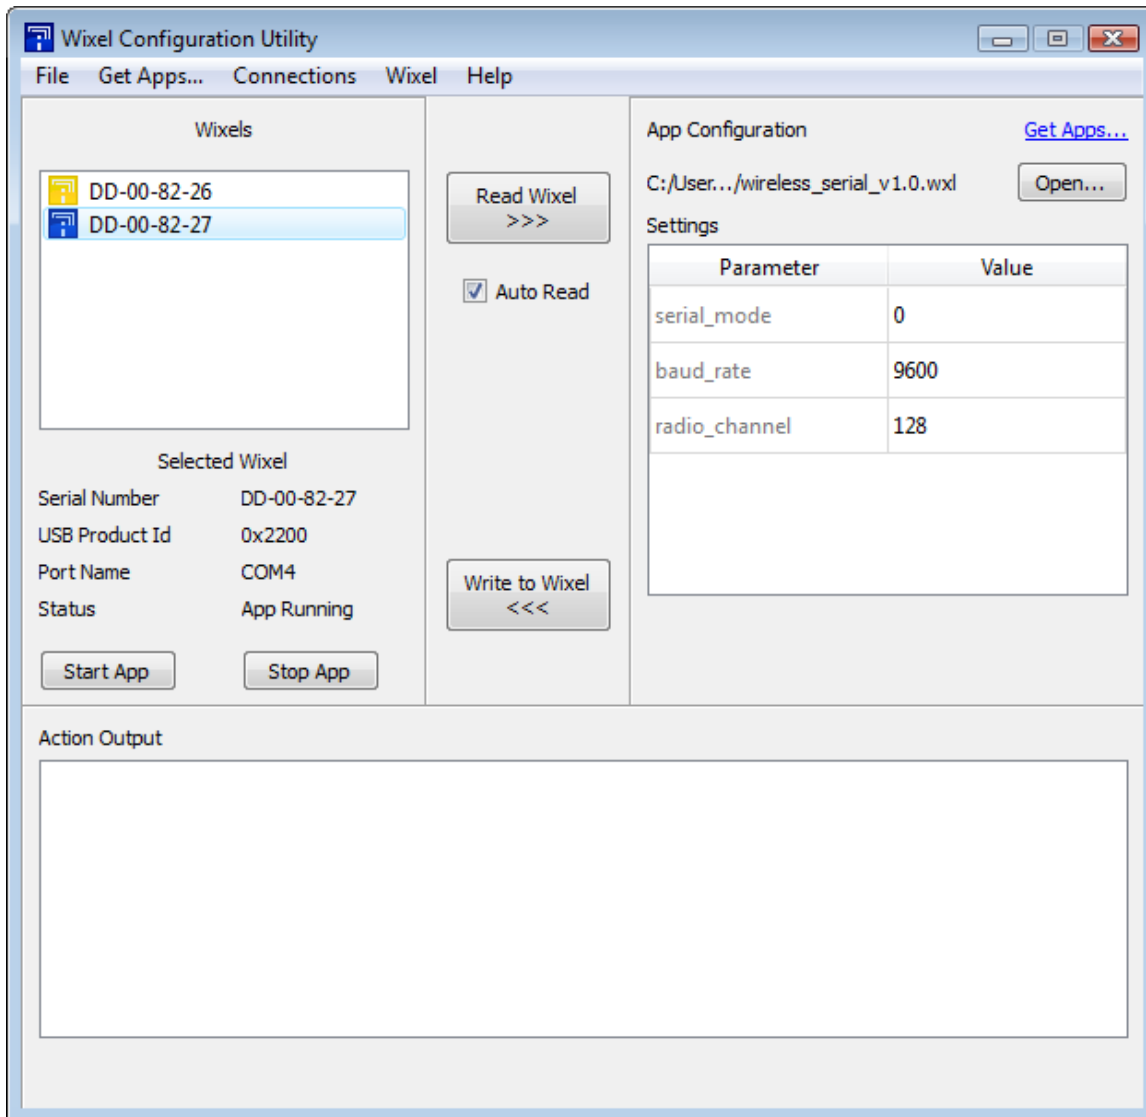 Wixel Configuration Utility
File Get Apps... Connections Wixel Help
Wixels
DD-00-82-26
DD-00-82-27
Selected Wixel
Serial Number DD-00-82-27
USB Product Id 0x2200
Port Name COM4
Status App Running
Start App Stop App
Read Wixel
>>>
Auto Read
Write to Wixel
<<<
App Configuration Get Apps...
C:/User.../wireless_serial_v1.0.wxl Open...
Settings
Parameter Value
serial_mode 0
baud_rate 9600
radio_channel 128
Action Output